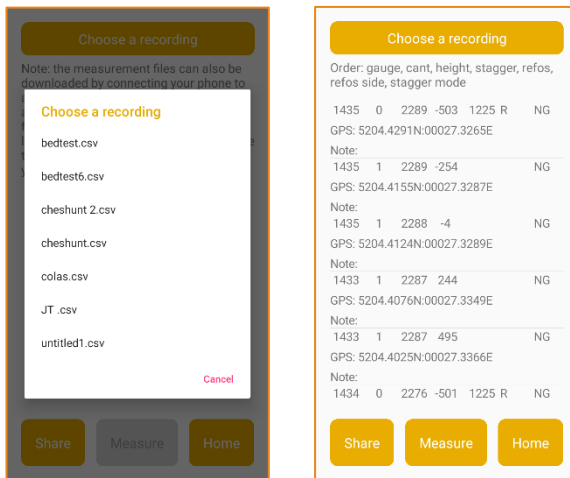 Choose a recording
Note: the measurement files can also be
downloaded by connecting your phone to
Choose a recording
bedtest.csv
bedtest6.csv
cheshunt 2.csv
cheshunt.csv
colas.csv
JT .csv
untitled1.csv
Cancel
Share Measure Home
Choose a recording
Order: gauge, cant, height, stagger, refos,
refos side, stagger mode
1435 0 2289 -503 1225 R NG
GPS: 5204.4291N:00027.3265E
Note:
1435 1 2289 -254 NG
GPS: 5204.4155N:00027.3287E
Note:
1435 1 2288 -4 NG
GPS: 5204.4124N:00027.3289E
Note:
1433 1 2287 244 NG
GPS: 5204.4076N:00027.3349E
Note:
1433 1 2287 495 NG
GPS: 5204.4025N:00027.3366E
Note:
1434 0 2276 -501 1225 R NG
Share Measure Home